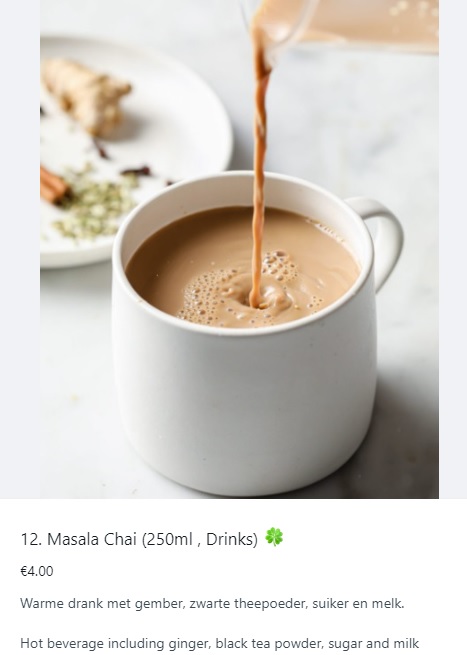 12. Masala Chai (250ml , Drinks) 🍀
€4.00
Warme drank met gember, zwarte theepoeder, suiker en melk.
Hot beverage including ginger, black tea powder, sugar and milk